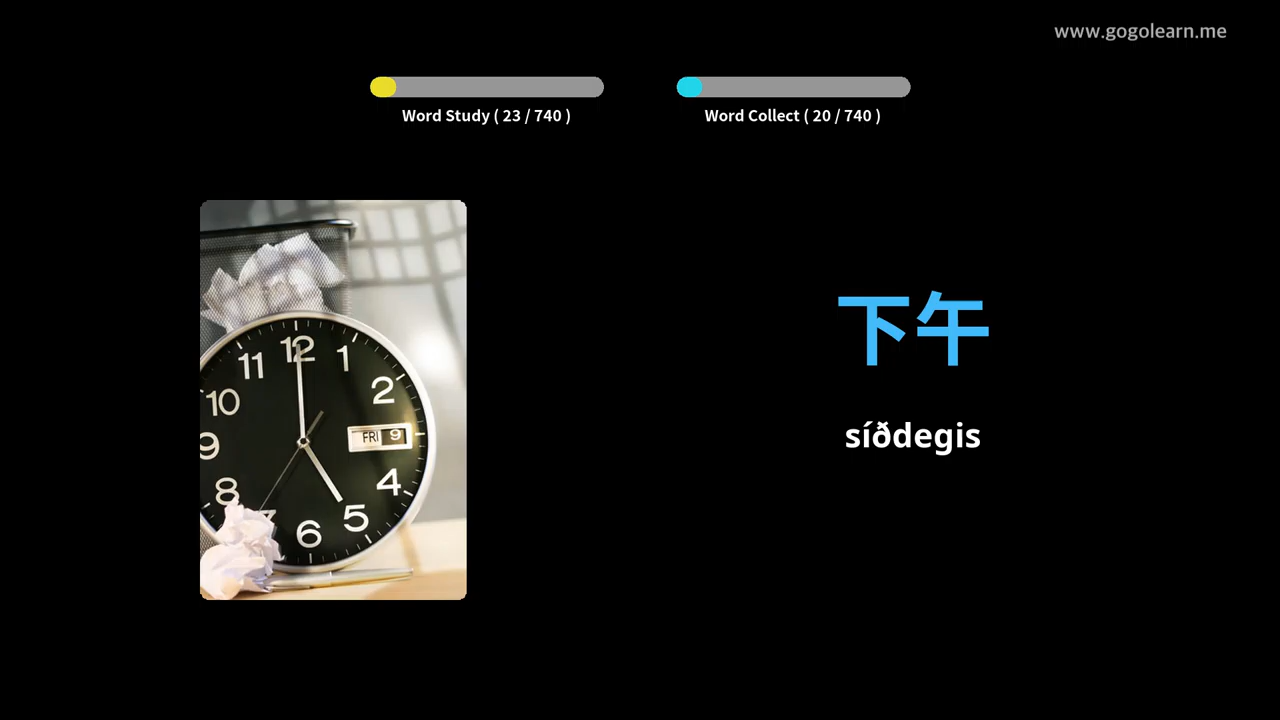 www.gogolearn.me
Word Study ( 23 / 740 )
Word Collect ( 20 / 740 )
下午
síðdegis
12
11
1
10
2
9
FRI 9
8
4
7
5
6